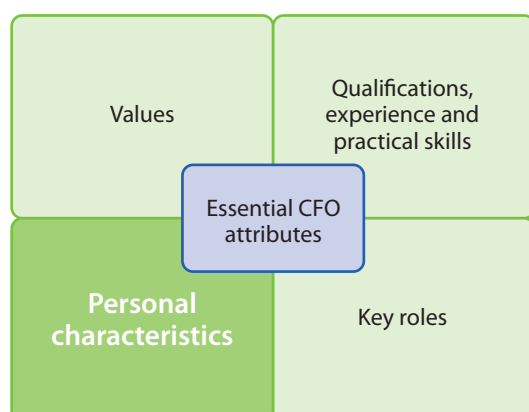 Values
Qualifications,
experience and
practical skills
Essential CFO
attributes
Personal
characteristics
Key roles